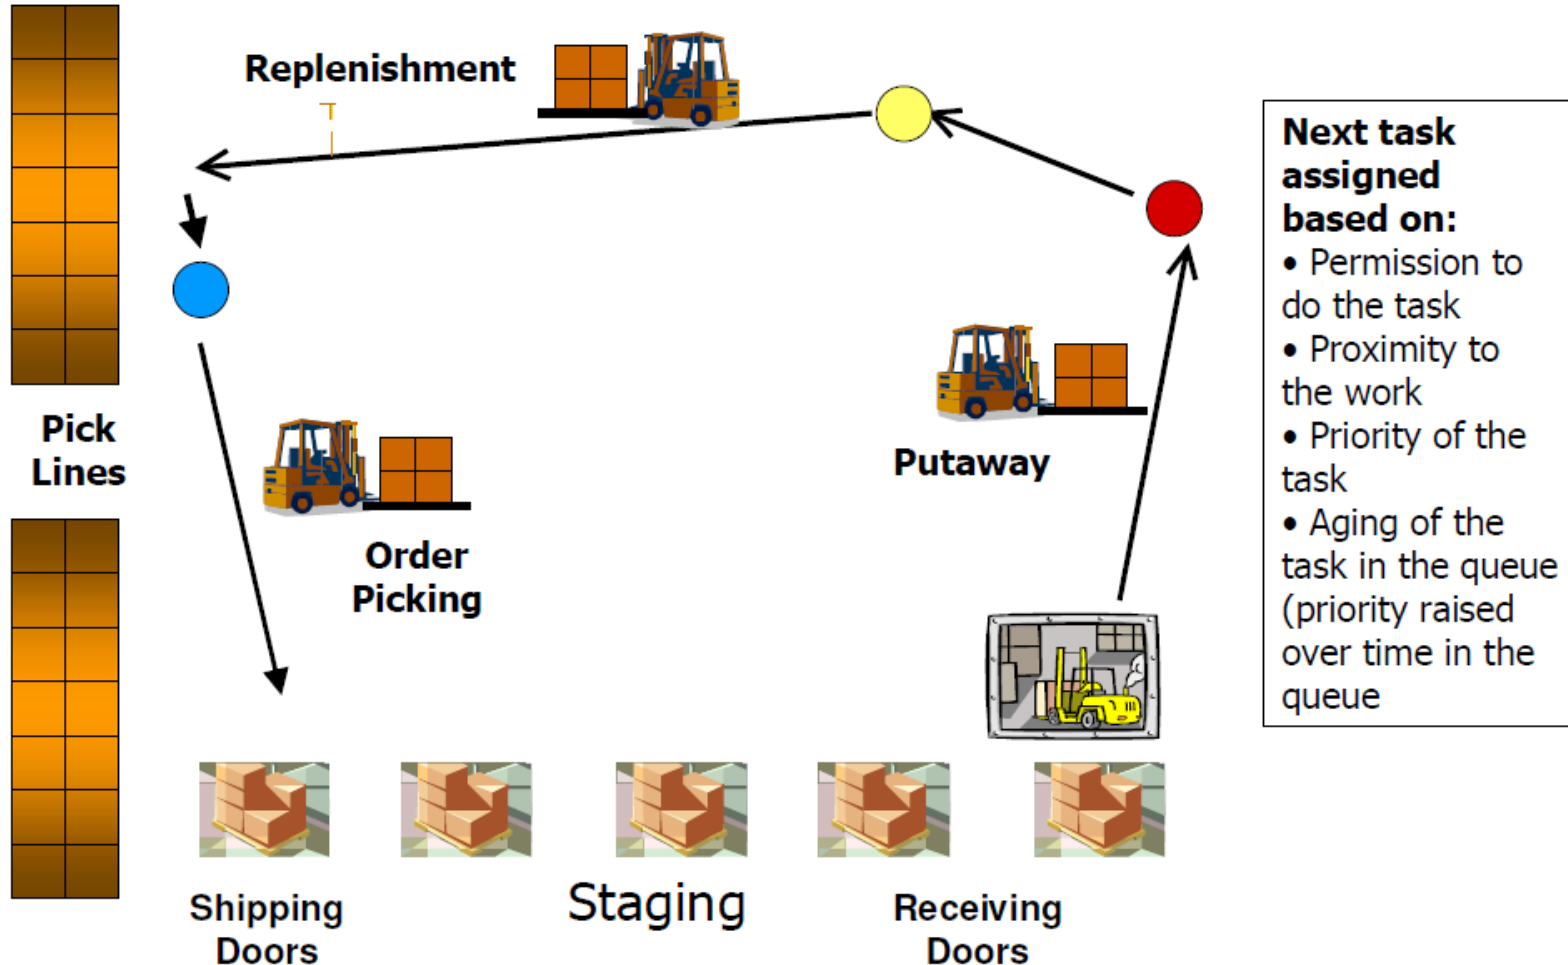 Replenishment
T
Next task
assigned
based on:
• Permission to
do the task
• Proximity to
the work
• Priority of the
task
• Aging of the
task in the queue
(priority raised
over time in the
queue
Pick
Lines
Putaway
Order
Picking
Shipping
Doors
Staging
Receiving
Doors